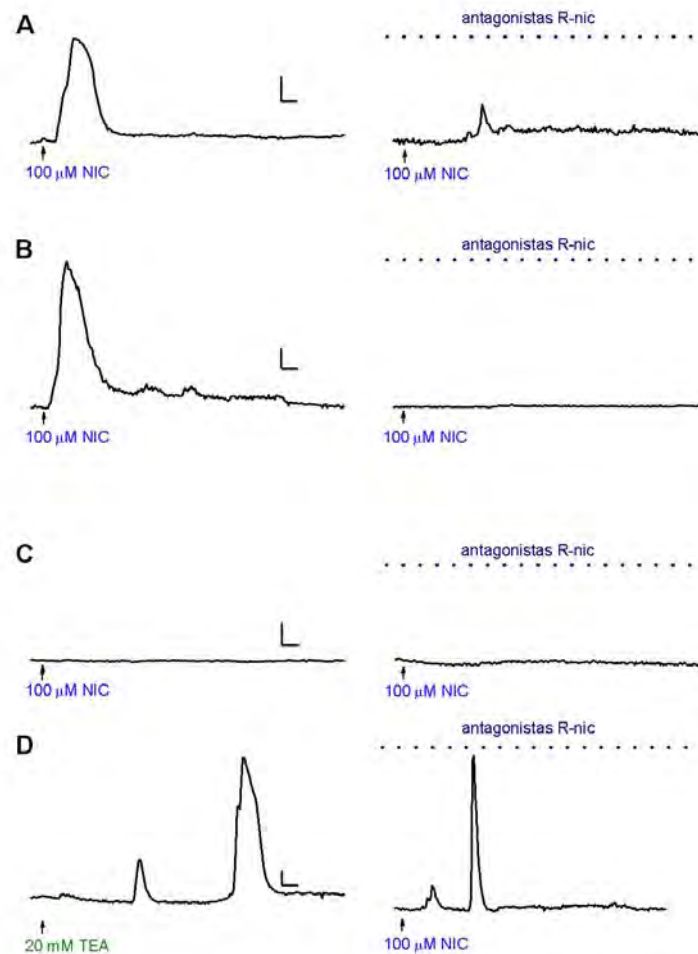 A
antagonistas R-nic
100 µM NIC
100 µM NIC
B
antagonistas R-nic
100 µM NIC
100 µM NIC
C
antagonistas R-nic
100 µM NIC
100 µM NIC
D
antagonistas R-nic
20 mM TEA
100 µM NIC